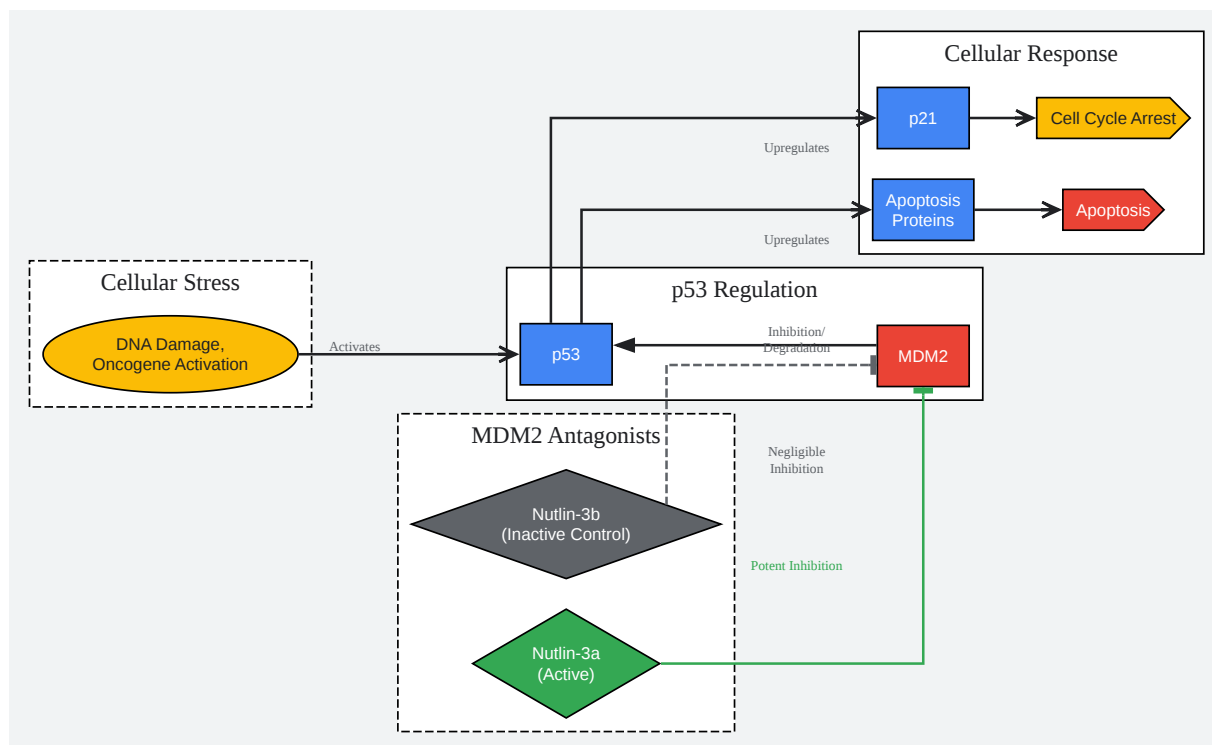 Cellular Response
p21
Cell Cycle Arrest
Upregulates
Apoptosis
Proteins
Apoptosis
Upregulates
Cellular Stress
DNA Damage,
Oncogene Activation
Activates
p53 Regulation
p53
Inhibition/
Degradation
MDM2
MDM2 Antagonists
Negligible
Inhibition
Nutlin-3b
(Inactive Control)
Potent Inhibition
Nutlin-3a
(Active)